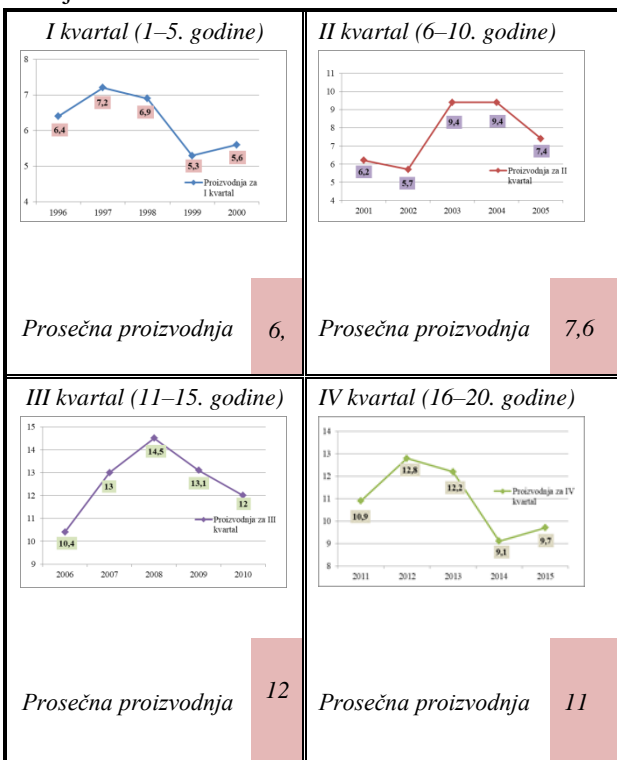 I kvartal (1–5. godine)
8
7
6
5
4
6,4
7,2
6,9
5,3
5,6
Proizvodnja za
I kvartal
1996 1997 1998 1999 2000
Prosečna proizvodnja 6,
II kvartal (6–10. godine)
11
10
9
8
7
6
5
4
6,2
5,7
9,4
9,4
7,4
Proizvodnja za II
kvartal
2001 2002 2003 2004 2005
Prosečna proizvodnja 7,6
III kvartal (11–15. godine)
15
14
13
12
11
10
9
10,4
13
14,5
13,1
12
Proizvodnja za III
kvartal
2006 2007 2008 2009 2010
Prosečna proizvodnja 12
IV kvartal (16–20. godine)
14
13
12
11
10
9
8
10,9
12,8
12,2
9,1
9,7
Proizvodnja za IV
kvartal
2011 2012 2013 2014 2015
Prosečna proizvodnja 11